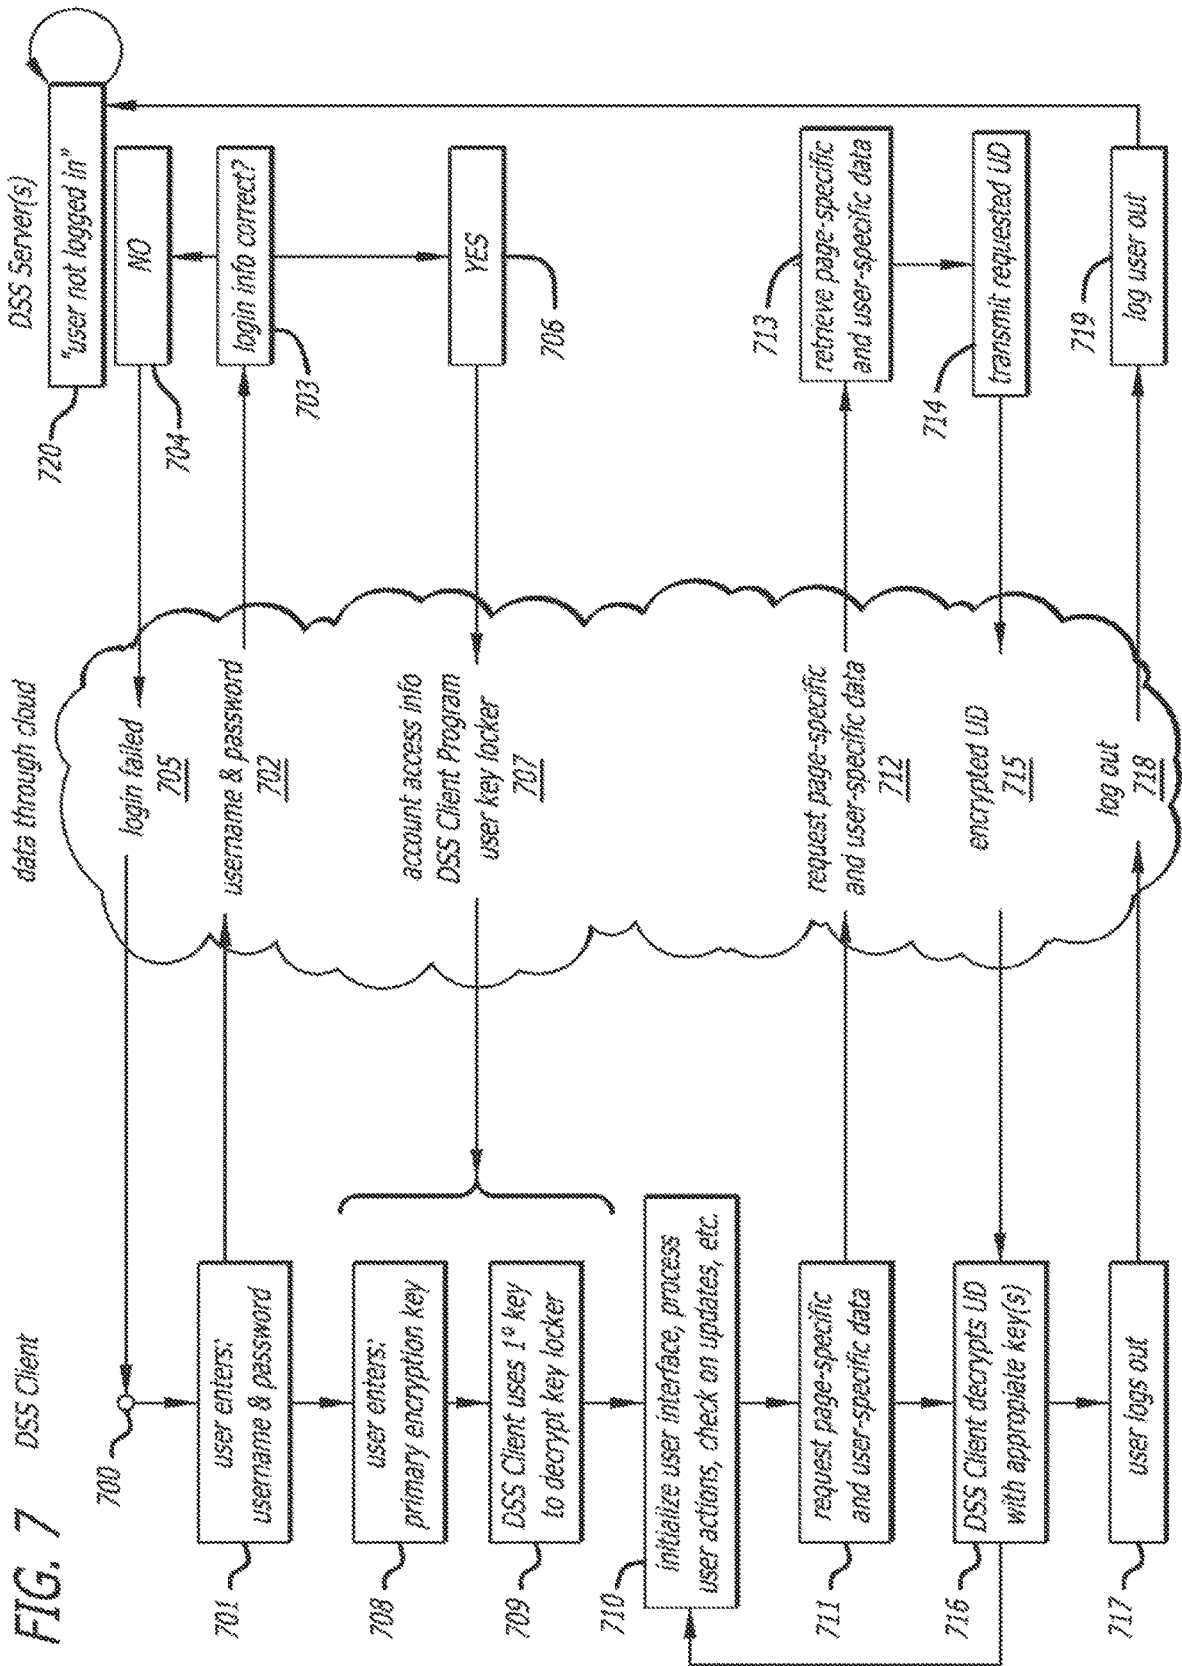 FIG. 7
DSS Client
data through cloud
DSS Server(s)
700
720
"user not logged in"
login failed
705
704
NO
701
user enters:
username & password
username & password
702
703
login info correct?
708
user enters:
primary encryption key
709
DSS Client uses 1º key
to decrypt key locker
account access info
DSS Client Program
user key locker
707
706
YES
710
initialize user interface, process
user actions, check on updates, etc.
711
request page-specific
and user-specific data
request page-specific
and user-specific data
712
713
retrieve page-specific
and user-specific data
716
DSS Client decrypts UD
with appropiate key(s)
encrypted UD
715
714
transmit requested UD
717
user logs out
log out
718
719
log user out